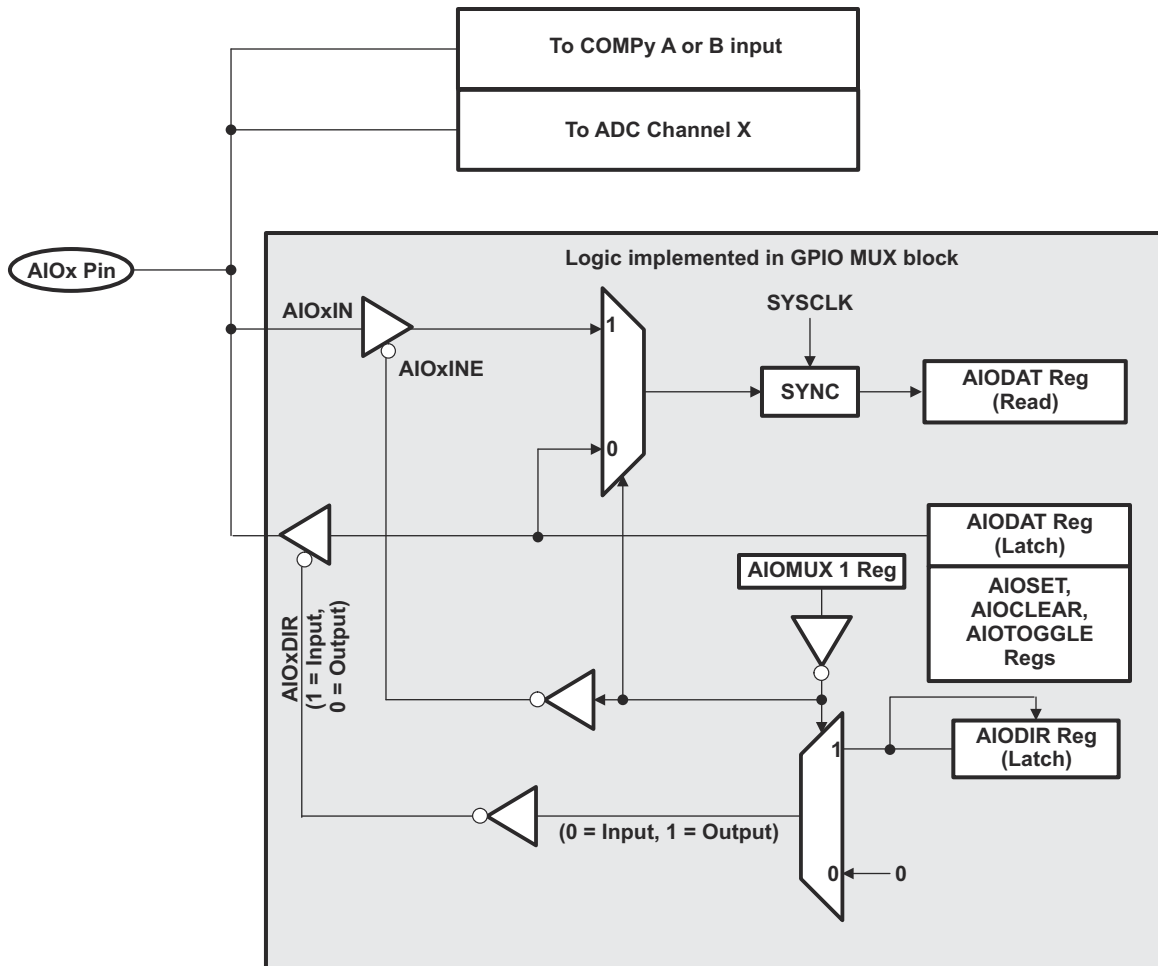 To COMPy A or B input
To ADC Channel X
AIOx Pin
Logic implemented in GPIO MUX block
AIOxIN
AIOxINE
1
0
SYSCLK
SYNC
AIODAT Reg
(Read)
AIODAT Reg
(Latch)
AIOSET,
AIOCLEAR,
AIOTOGGLE
Regs
AIOMUX 1 Reg
AIOxDIR
(1 = Input,
0 = Output)
1
AIODIR Reg
(Latch)
(0 = Input, 1 = Output)
0
0